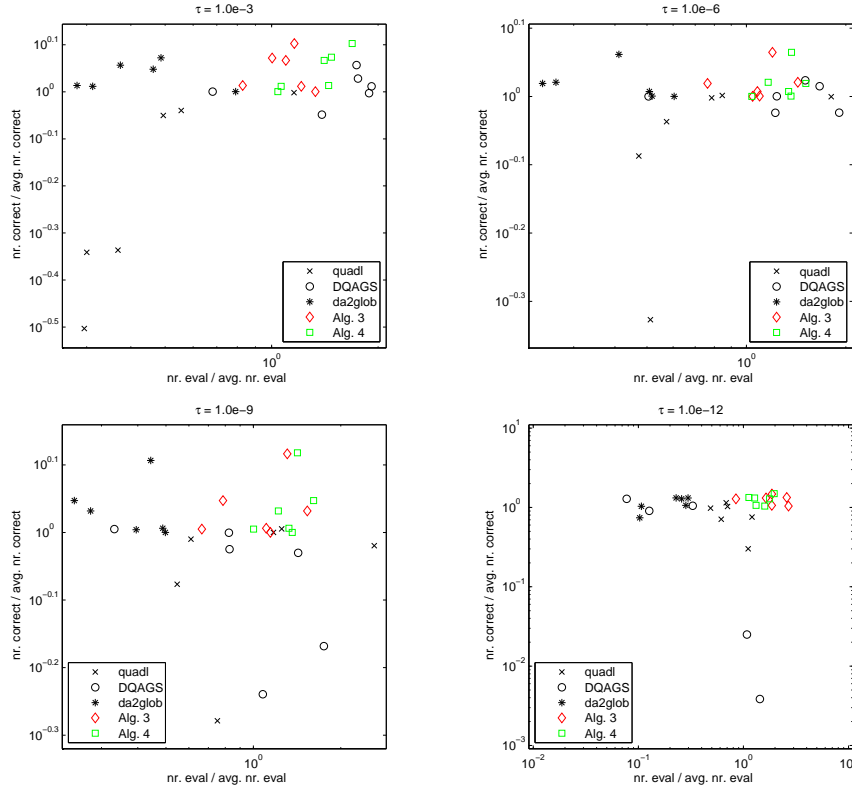 τ = 1.0e−3
nr. correct / avg. nr. correct
10^0.1
10^0
10^−0.1
10^−0.2
10^−0.3
10^−0.4
10^−0.5
10^0
nr. eval / avg. nr. eval
quadl
DQAGS
da2glob
Alg. 3
Alg. 4
τ = 1.0e−6
nr. correct / avg. nr. correct
10^0.1
10^0
10^−0.1
10^−0.2
10^−0.3
10^0
nr. eval / avg. nr. eval
quadl
DQAGS
da2glob
Alg. 3
Alg. 4
τ = 1.0e−9
nr. correct / avg. nr. correct
10^0.1
10^0
10^−0.1
10^−0.2
10^−0.3
10^0
nr. eval / avg. nr. eval
quadl
DQAGS
da2glob
Alg. 3
Alg. 4
τ = 1.0e−12
nr. correct / avg. nr. correct
10^1
10^0
10^−1
10^−2
10^−3
10^−2
10^−1
10^0
10^1
nr. eval / avg. nr. eval
quadl
DQAGS
da2glob
Alg. 3
Alg. 4